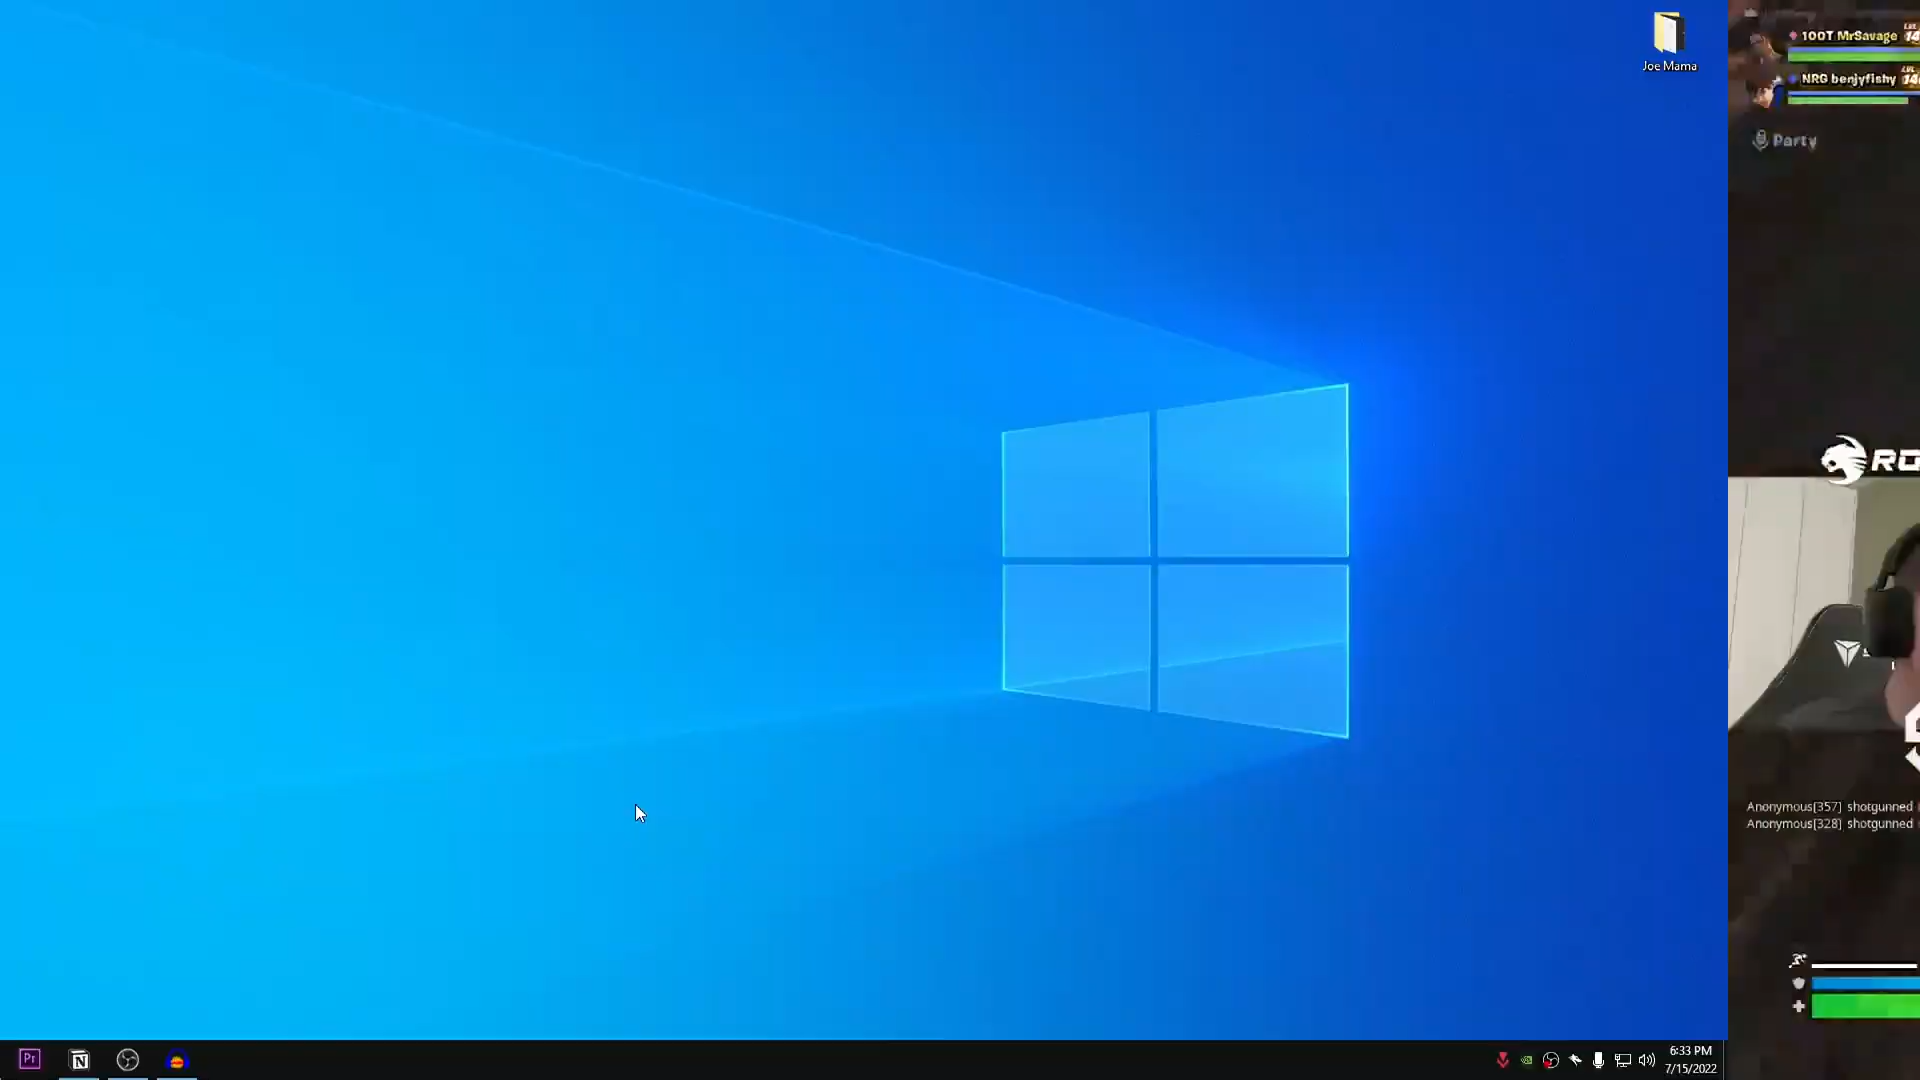 Joe Mama
100T MrSavage
NRG benjyfishy
Party
Anonymous[357] shotgunned
Anonymous[328] shotgunned
Pr
N
6:33 PM
7/15/2022